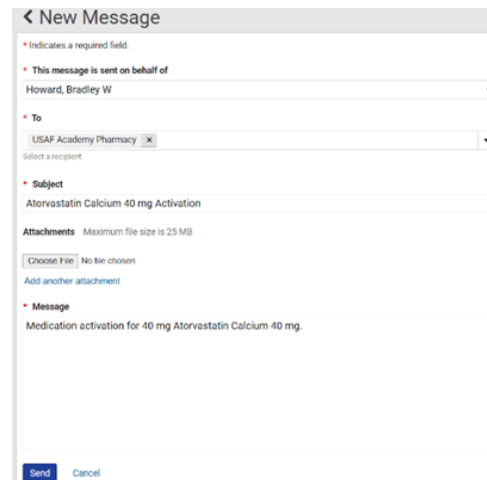 < New Message
* Indicates a required field.
* This message is sent on behalf of
Howard, Bradley W
* To
USAF Academy Pharmacy ×
Select a recipient
* Subject
Atorvastatin Calcium 40 mg Activation
Attachments Maximum file size is 25 MB
Choose File No file chosen
Add another attachment
* Message
Medication activation for 40 mg Atorvastatin Calcium 40 mg.
Send Cancel